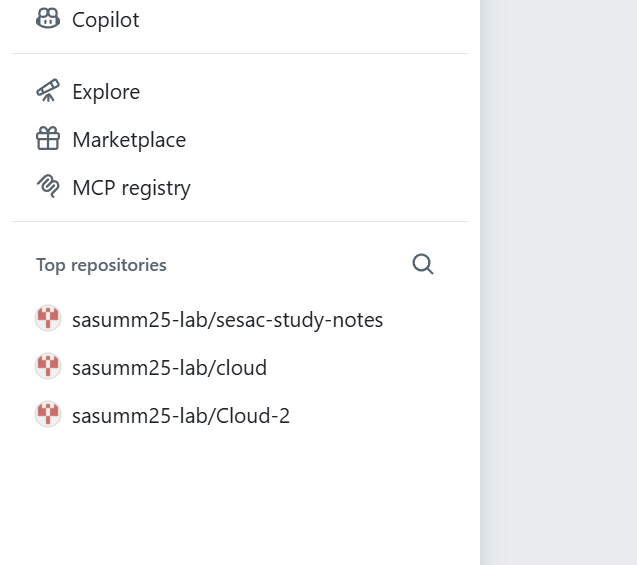 Copilot
Explore
Marketplace
MCP registry
Top repositories
sasumm25-lab/sesac-study-notes
sasumm25-lab/cloud
sasumm25-lab/Cloud-2